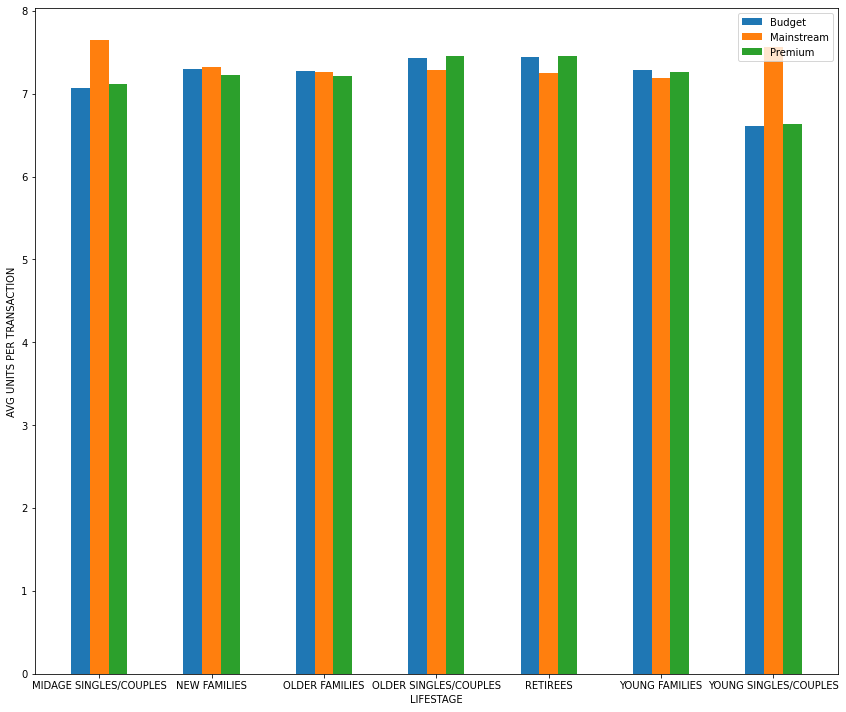 Budget
Mainstream
Premium
8
7
6
5
4
3
2
1
0
AVG UNITS PER TRANSACTION
MIDAGE SINGLES/COUPLES NEW FAMILIES OLDER FAMILIES OLDER SINGLES/COUPLES RETIREES YOUNG FAMILIES YOUNG SINGLES/COUPLES
LIFESTAGE